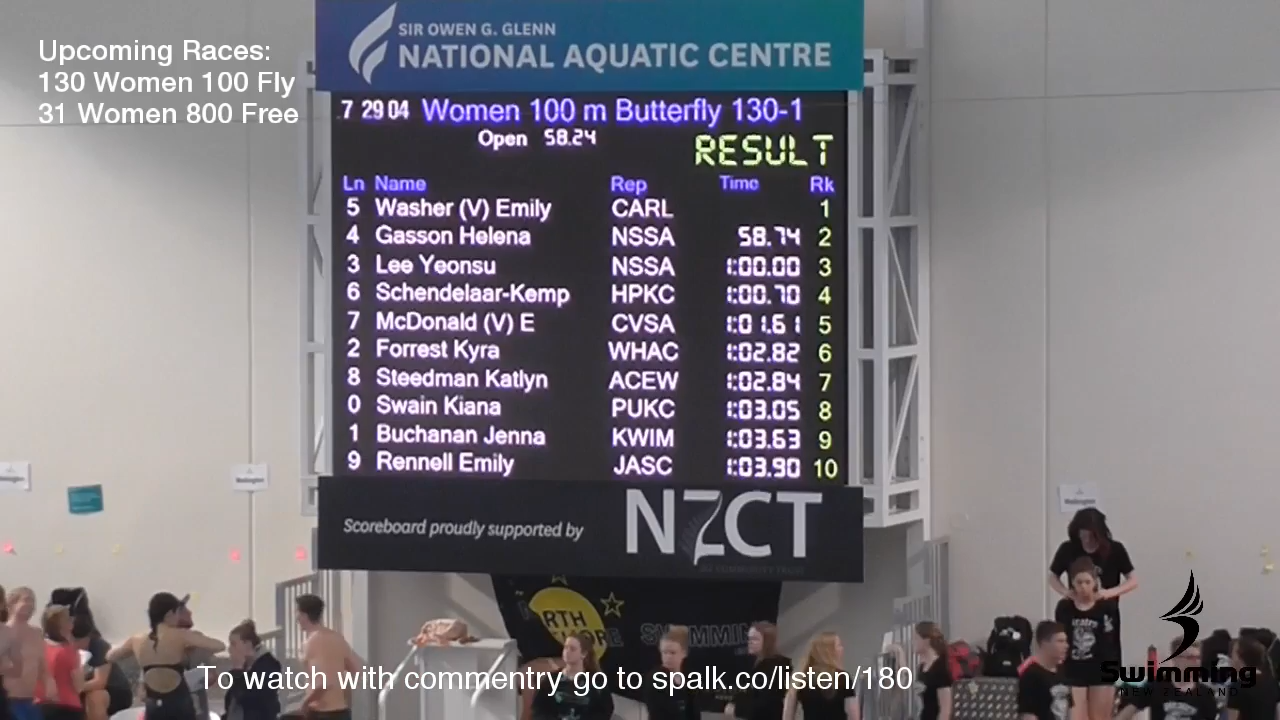 Upcoming Races:
130 Women 100 Fly
31 Women 800 Free
SIR OWEN G. GLENN
NATIONAL AQUATIC CENTRE
7 29 04 Women 100 m Butterfly 130-1
Open 58.24
RESULT
Ln Name Rep Time Rk
5 Washer (V) Emily CARL 1
4 Gasson Helena NSSA 58.74 2
3 Lee Yeonsu NSSA 1:00.00 3
6 Schendelaar-Kemp HPKC 1:00.70 4
7 McDonald (V) E CVSA 1:01.61 5
2 Forrest Kyra WHAC 1:02.82 6
8 Steedman Katlyn ACEW 1:02.84 7
0 Swain Kiana PUKC 1:03.05 8
1 Buchanan Jenna KWIM 1:03.63 9
9 Rennell Emily JASC 1:03.90 10
Scoreboard proudly supported by
NZCT
SWIMMING
To watch with commentry go to spalk.co/listen/180
Swimming
NEW ZEALAND